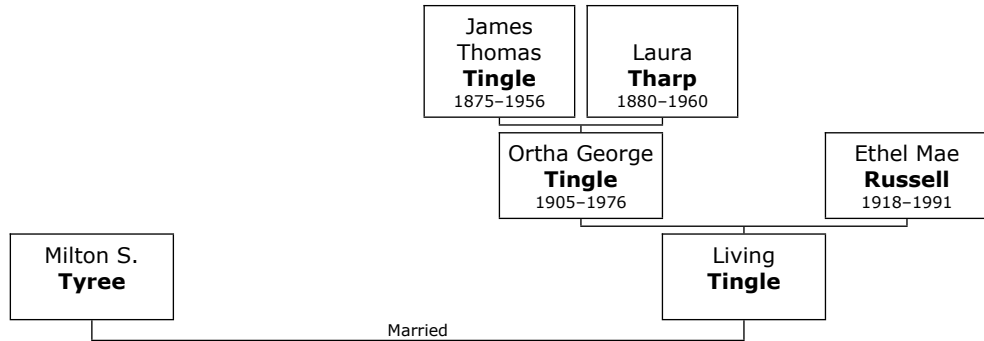 James
Thomas
Tingle
1875–1956
Laura
Tharp
1880–1960
Ortha George
Tingle
1905–1976
Ethel Mae
Russell
1918–1991
Milton S.
Tyree
Living
Tingle
Married